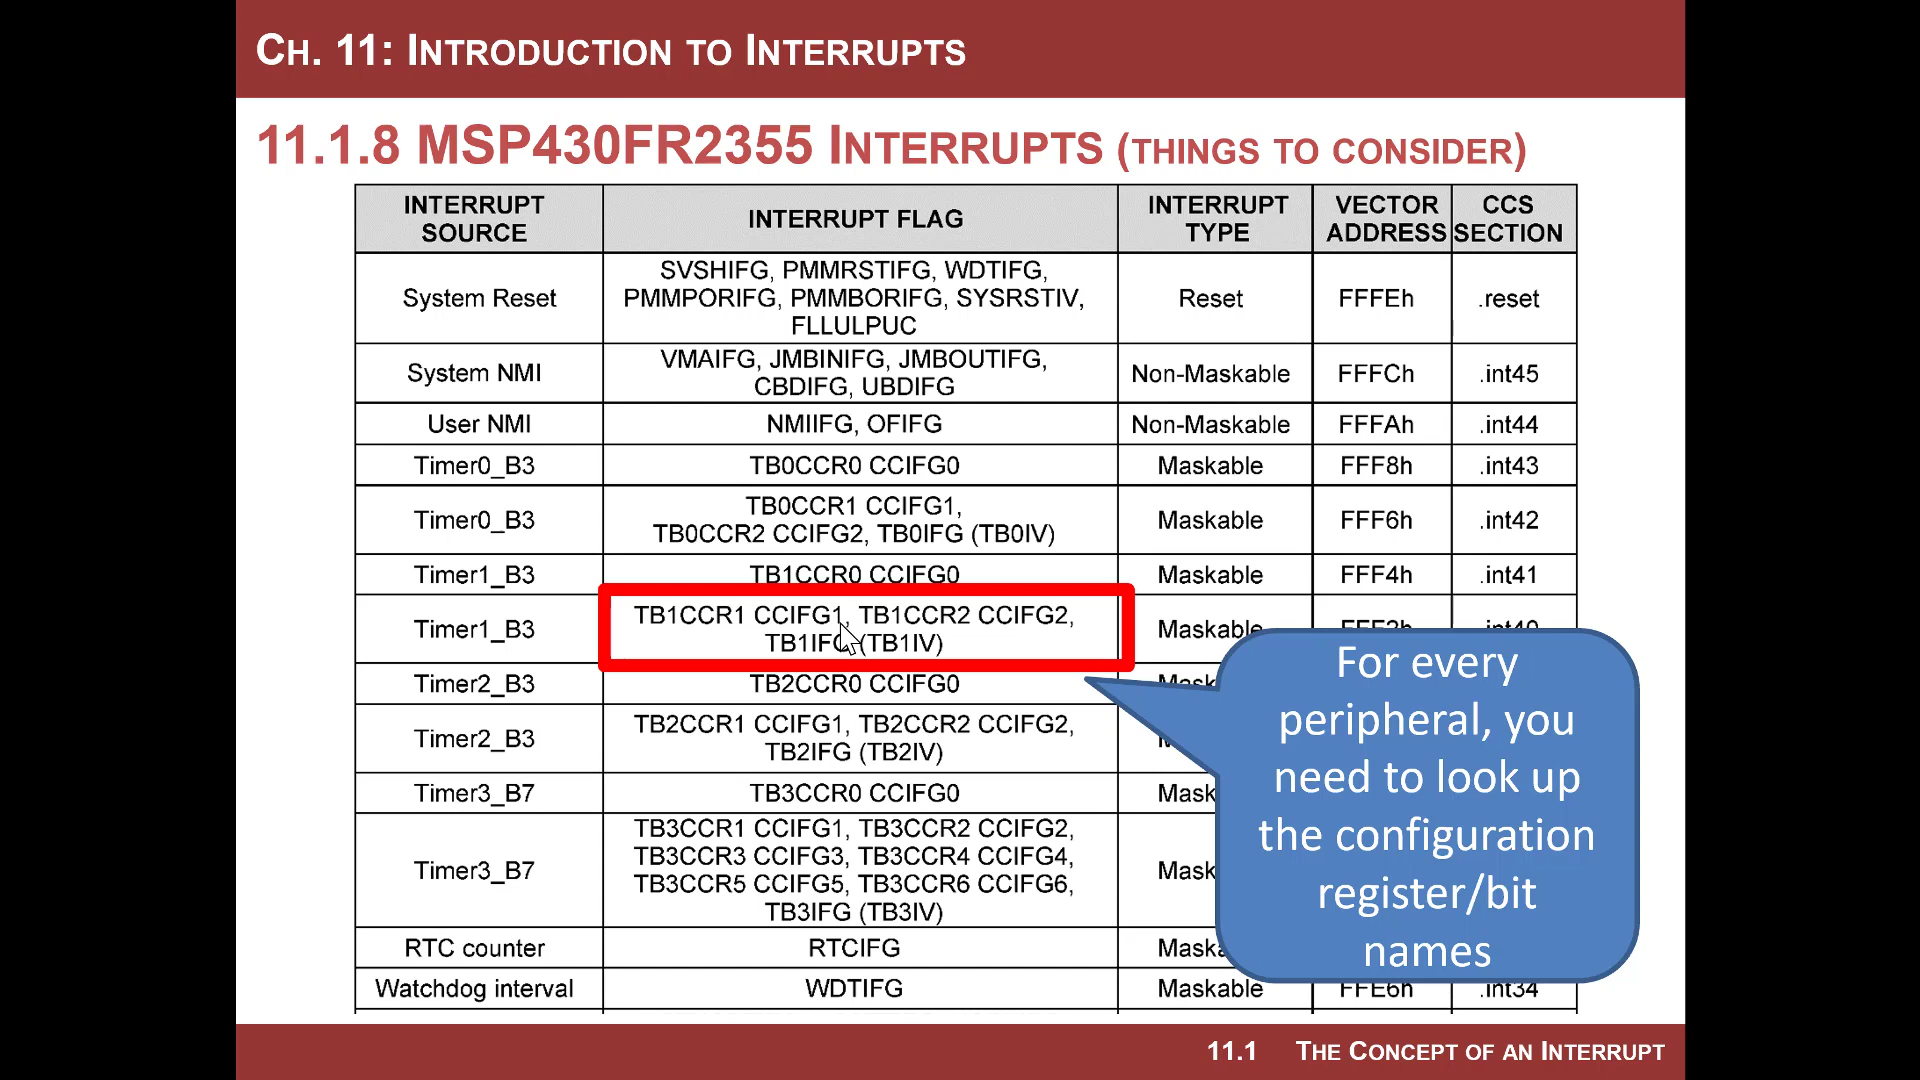 CH. 11: INTRODUCTION TO INTERRUPTS
11.1.8 MSP430FR2355 INTERRUPTS (THINGS TO CONSIDER)
INTERRUPT SOURCE INTERRUPT FLAG INTERRUPT TYPE VECTOR ADDRESS CCS SECTION
System Reset SVSHIFG, PMMRSTIFG, WDTIFG, PMMPORIFG, PMMBORIFG, SYSRSTIV, FLLULPUC Reset FFFEh .reset
System NMI VMAIFG, JMBINIFG, JMBOUTIFG, CBDIFG, UBDIFG Non-Maskable FFFCh .int45
User NMI NMIIFG, OFIFG Non-Maskable FFFAh .int44
Timer0_B3 TB0CCR0 CCIFG0 Maskable FFF8h .int43
Timer0_B3 TB0CCR1 CCIFG1, TB0CCR2 CCIFG2, TB0IFG (TB0IV) Maskable FFF6h .int42
Timer1_B3 TB1CCR0 CCIFG0 Maskable FFF4h .int41
Timer1_B3 TB1CCR1 CCIFG1, TB1CCR2 CCIFG2, TB1IFG (TB1IV) Maskable
Timer2_B3 TB2CCR0 CCIFG0
Timer2_B3 TB2CCR1 CCIFG1, TB2CCR2 CCIFG2, TB2IFG (TB2IV)
Timer3_B7 TB3CCR0 CCIFG0 Mask
Timer3_B7 TB3CCR1 CCIFG1, TB3CCR2 CCIFG2, TB3CCR3 CCIFG3, TB3CCR4 CCIFG4, TB3CCR5 CCIFG5, TB3CCR6 CCIFG6, TB3IFG (TB3IV) Mask
RTC counter RTCIFG Maska
Watchdog interval WDTIFG Maskable FFE6h .int34
For every
peripheral, you
need to look up
the configuration
register/bit
names
11.1 THE CONCEPT OF AN INTERRUPT